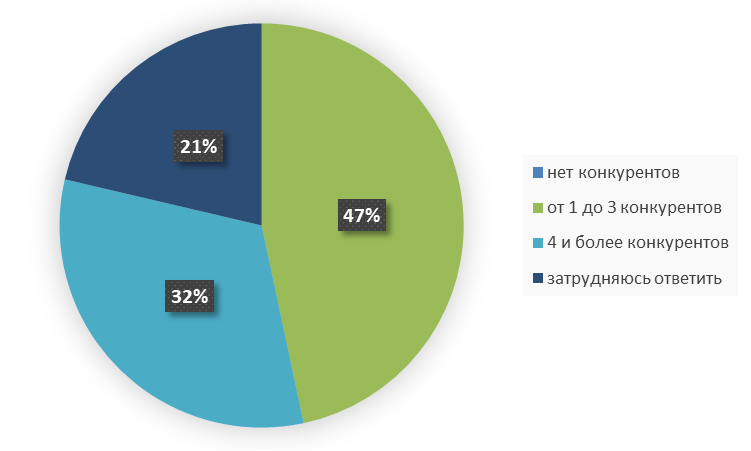 21%
47%
32%
нет конкурентов
от 1 до 3 конкурентов
4 и более конкурентов
затрудняюсь ответить